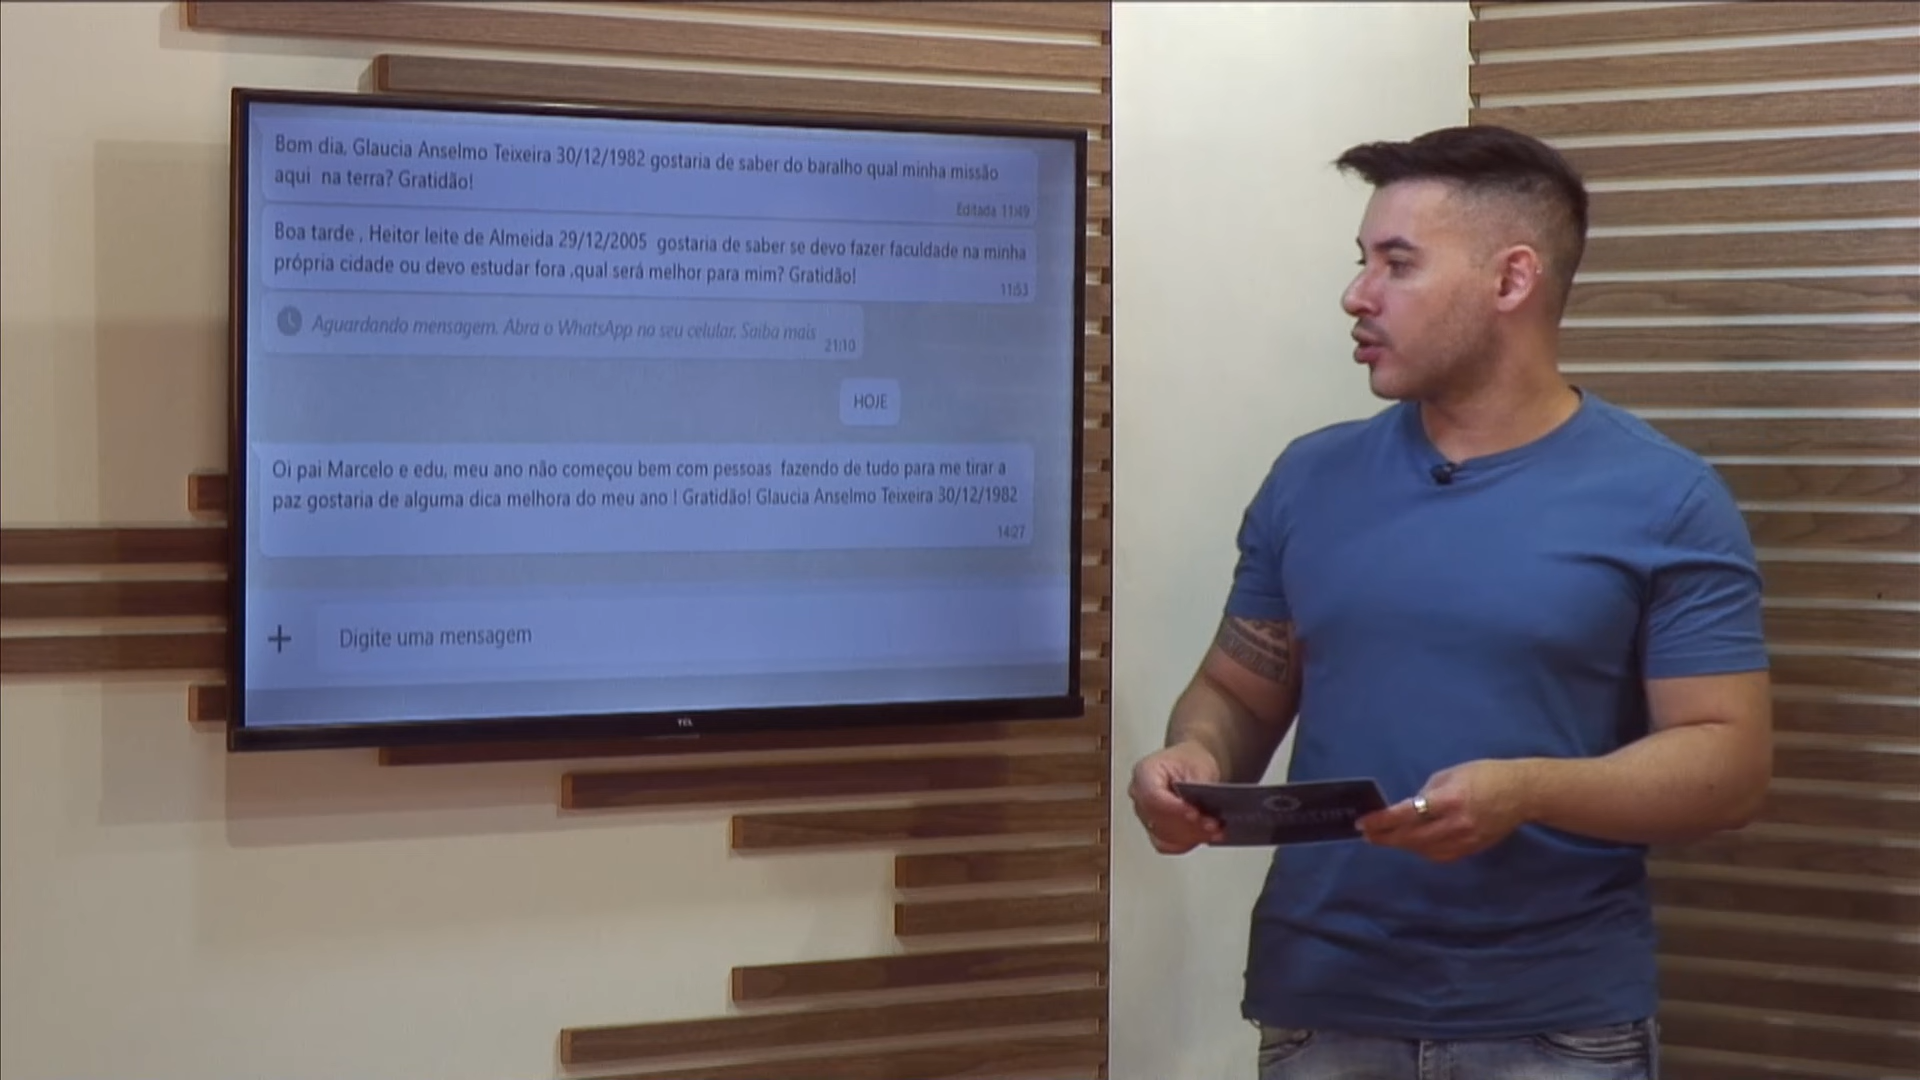 Bom dia, Glaucia Anselmo Teixeira 30/12/1982 gostaria de saber do baralho qual minha missão
aqui na terra? Gratidão!
Editada 11:49
Boa tarde , Heitor leite de Almeida 29/12/2005 gostaria de saber se devo fazer faculdade na minha
própria cidade ou devo estudar fora ,qual será melhor para mim? Gratidão!
11:53
Aguardando mensagem. Abra o WhatsApp no seu celular. Saiba mais
21:10
HOJE
Oi pai Marcelo e edu, meu ano não começou bem com pessoas fazendo de tudo para me tirar a
paz gostaria de alguma dica melhora do meu ano ! Gratidão! Glaucia Anselmo Teixeira 30/12/1982
14:27
+ Digite uma mensagem
TCL